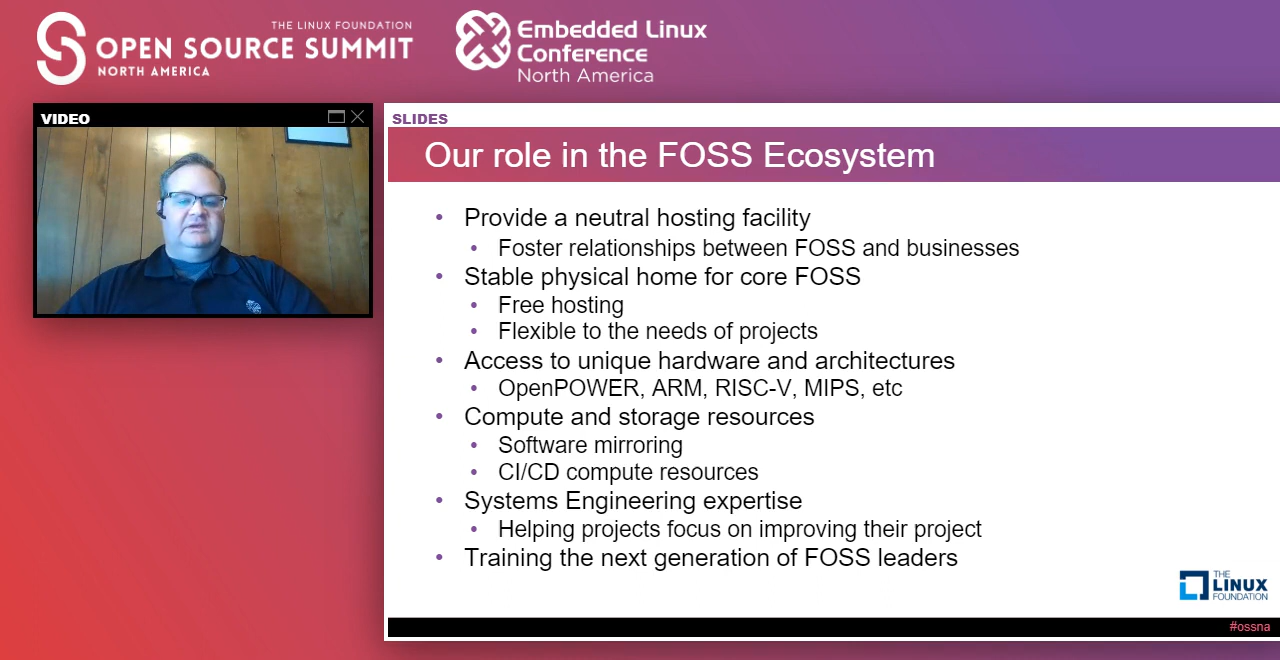 THE LINUX FOUNDATION
OPEN SOURCE SUMMIT
NORTH AMERICA
Embedded Linux
Conference
North America
VIDEO
SLIDES
Our role in the FOSS Ecosystem
• Provide a neutral hosting facility
• Foster relationships between FOSS and businesses
• Stable physical home for core FOSS
• Free hosting
• Flexible to the needs of projects
• Access to unique hardware and architectures
• OpenPOWER, ARM, RISC-V, MIPS, etc
• Compute and storage resources
• Software mirroring
• CI/CD compute resources
• Systems Engineering expertise
• Helping projects focus on improving their project
• Training the next generation of FOSS leaders
THE
LINUX
FOUNDATION
#ossna